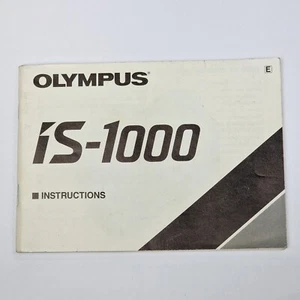 OLYMPUS®
E
iS-1000
■ INSTRUCTIONS